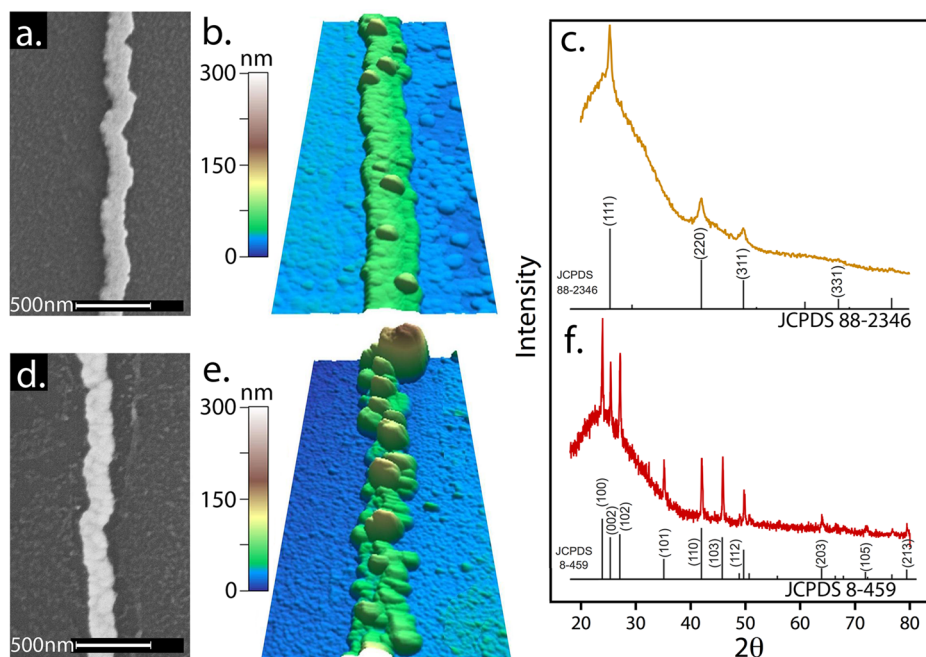 a.
500nm
b.
nm
300
150
0
c.
(111)
(220)
(311)
(331)
JCPDS
88-2346
JCPDS 88-2346
Intensity
d.
500nm
e.
nm
300
150
0
f.
(100)
(002)
(102)
(101)
(110)
(103)
(112)
(203)
(105)
(213)
JCPDS
8-459
JCPDS 8-459
20 30 40 50 60 70 80
2θ